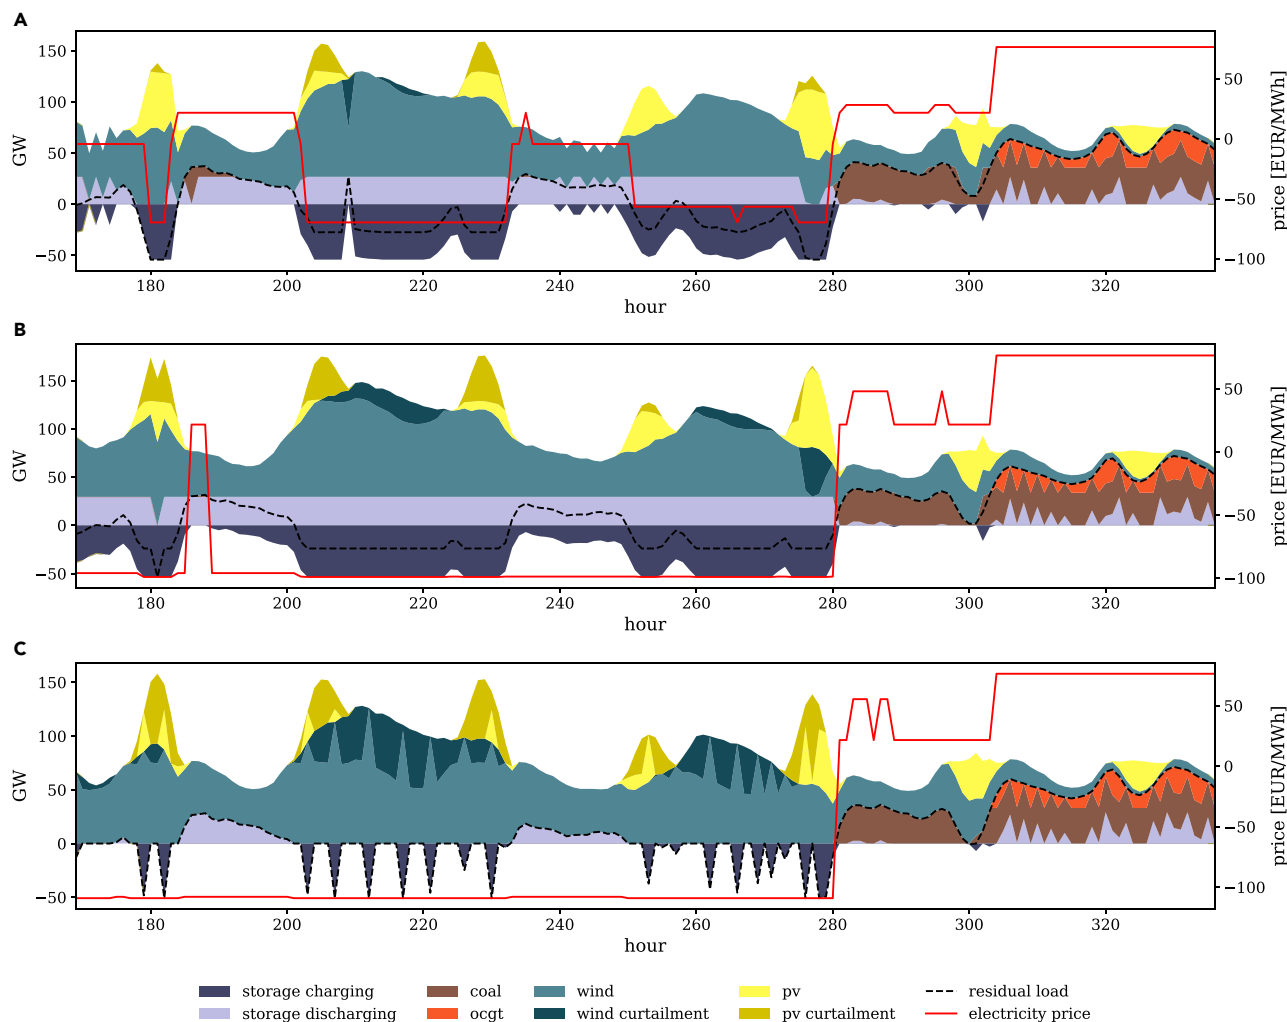 A
150
100
50
0
−50
GW
50
0
−50
−100
price [EUR/MWh]
180 200 220 240 260 280 300 320
hour
B
150
100
50
0
−50
GW
50
0
−50
−100
price [EUR/MWh]
180 200 220 240 260 280 300 320
hour
C
150
100
50
0
−50
GW
50
0
−50
−100
price [EUR/MWh]
180 200 220 240 260 280 300 320
hour
storage charging coal wind pv residual load
storage discharging ocgt wind curtailment pv curtailment electricity price